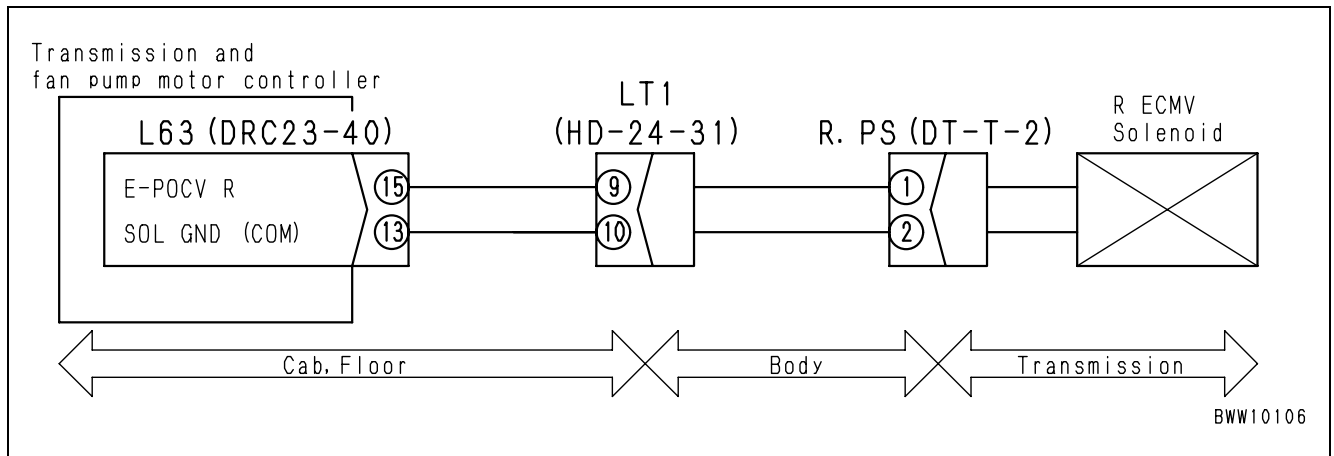 Transmission and
fan pump motor controller
L63 (DRC23-40)
LT1
(HD-24-31)
R. PS (DT-T-2)
R ECMV
Solenoid
E-POCV R
15
9
1
SOL GND (COM)
13
10
2
Cab, Floor
Body
Transmission
BWW10106